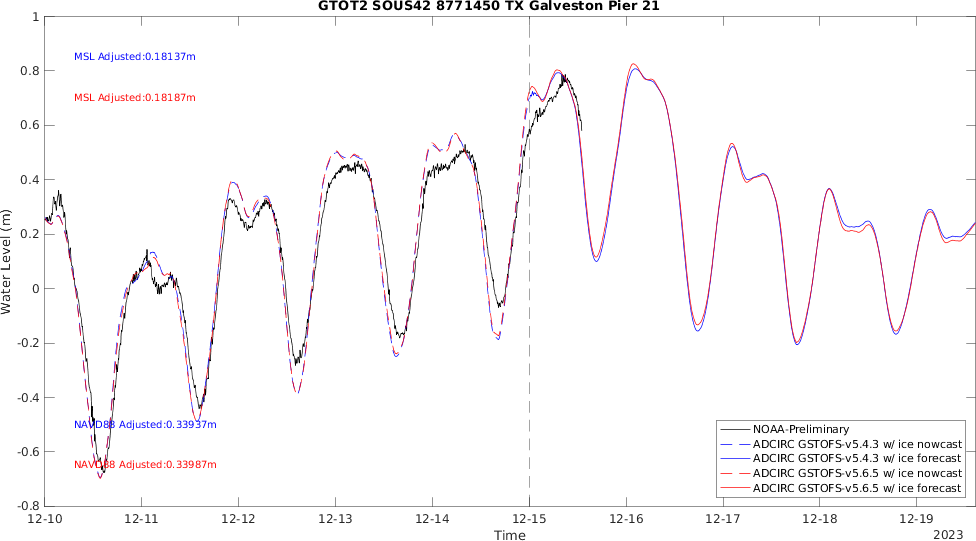 GTOT2 SOUS42 8771450 TX Galveston Pier 21
1
0.8
0.6
0.4
0.2
0
-0.2
-0.4
-0.6
-0.8
Water Level (m)
MSL Adjusted:0.18137m
MSL Adjusted:0.18187m
NAVD88 Adjusted:0.33937m
NAVD88 Adjusted:0.33987m
NOAA-Preliminary
ADCIRC GSTOFS-v5.4.3 w/ ice nowcast
ADCIRC GSTOFS-v5.4.3 w/ ice forecast
ADCIRC GSTOFS-v5.6.5 w/ ice nowcast
ADCIRC GSTOFS-v5.6.5 w/ ice forecast
12-10 12-11 12-12 12-13 12-14 12-15 12-16 12-17 12-18 12-19
Time
2023